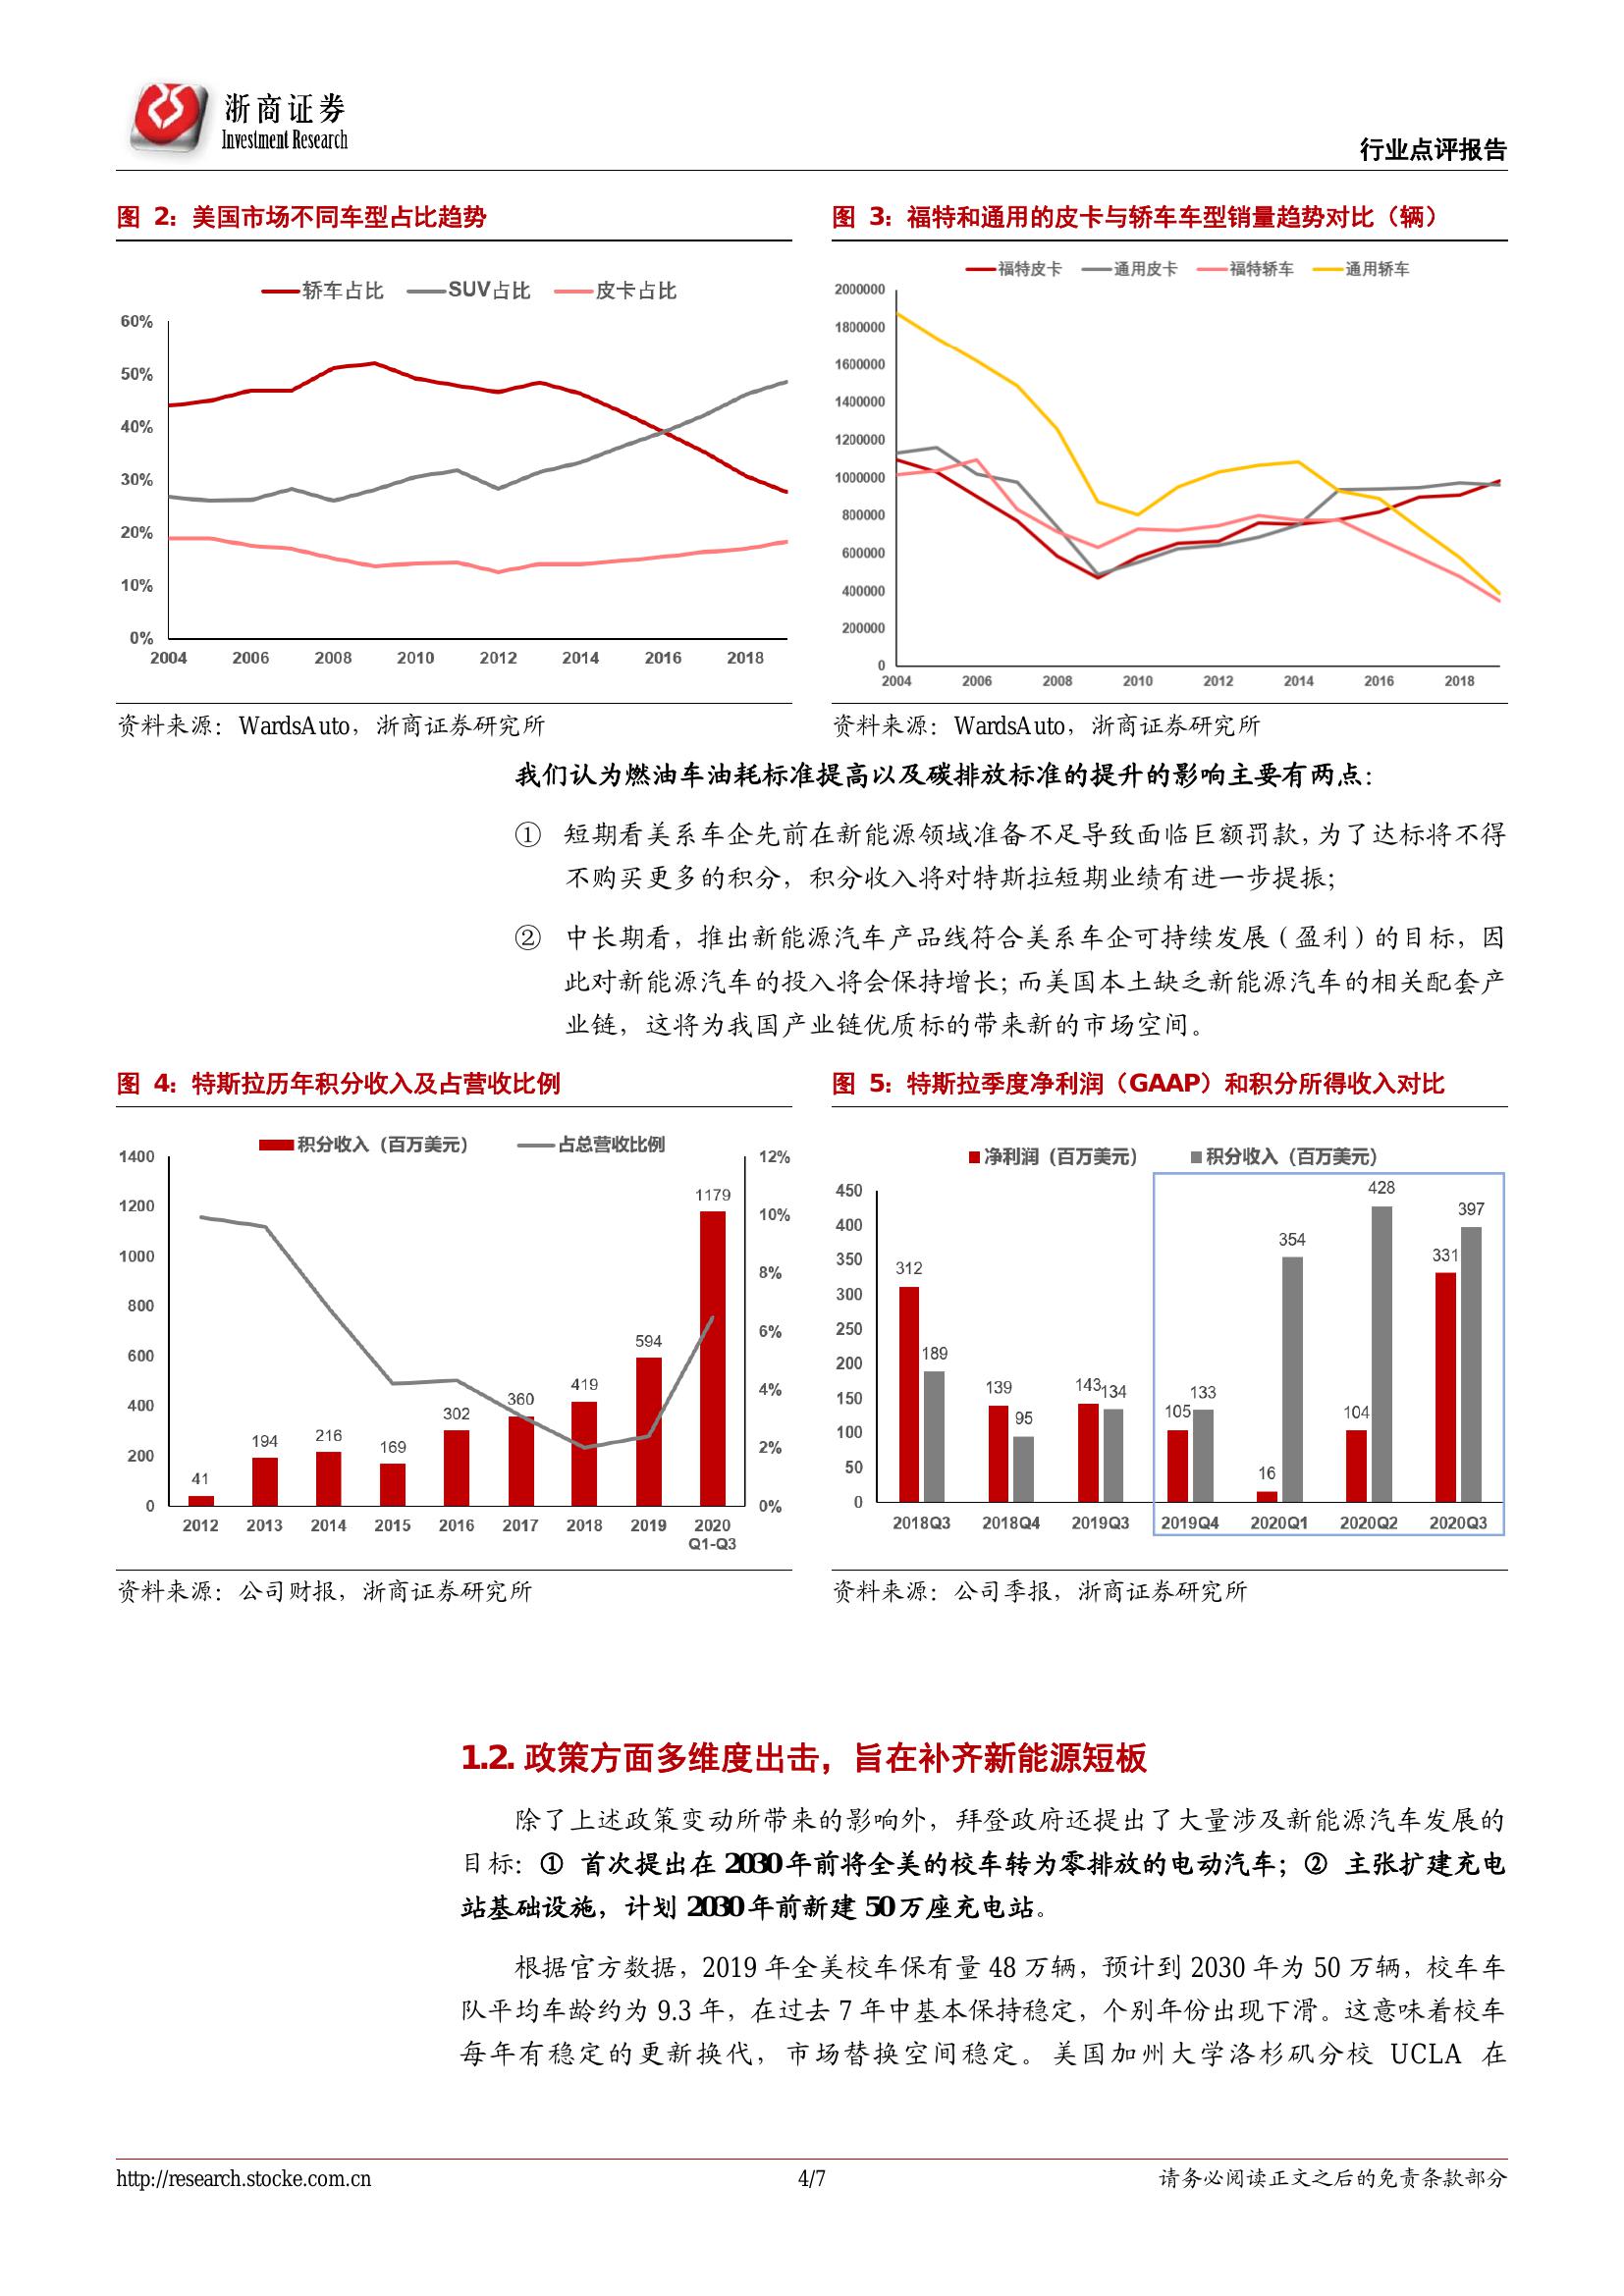 浙商证券
Investment Research
行业点评报告
图 2：美国市场不同车型占比趋势
轿车占比 SUV占比 皮卡占比
60%
50%
40%
30%
20%
10%
0%
2004 2006 2008 2010 2012 2014 2016 2018
资料来源：WardsAuto，浙商证券研究所
图 3：福特和通用的皮卡与轿车车型销量趋势对比（辆）
福特皮卡 通用皮卡 福特轿车 通用轿车
2000000
1800000
1600000
1400000
1200000
1000000
800000
600000
400000
200000
0
2004 2006 2008 2010 2012 2014 2016 2018
资料来源：WardsAuto，浙商证券研究所
我们认为燃油车油耗标准提高以及碳排放标准的提升的影响主要有两点：
① 短期看美系车企先前在新能源领域准备不足导致面临巨额罚款，为了达标将不得
不购买更多的积分，积分收入将对特斯拉短期业绩有进一步提振；
② 中长期看，推出新能源汽车产品线符合美系车企可持续发展（盈利）的目标，因
此对新能源汽车的投入将会保持增长；而美国本土缺乏新能源汽车的相关配套产
业链，这将为我国产业链优质标的带来新的市场空间。
图 4：特斯拉历年积分收入及占营收比例
积分收入（百万美元） 占总营收比例
1400
1200
1000
800
600
400
200
0
12%
10%
8%
6%
4%
2%
0%
41 194 216 169 302 360 419 594 1179
2012 2013 2014 2015 2016 2017 2018 2019 2020
Q1-Q3
资料来源：公司财报，浙商证券研究所
图 5：特斯拉季度净利润（GAAP）和积分所得收入对比
净利润（百万美元） 积分收入（百万美元）
450
400
350
300
250
200
150
100
50
0
312 189 139 95 143 134 105 133 16 354 104 428 331 397
2018Q3 2018Q4 2019Q3 2019Q4 2020Q1 2020Q2 2020Q3
资料来源：公司季报，浙商证券研究所
1.2. 政策方面多维度出击，旨在补齐新能源短板
除了上述政策变动所带来的影响外，拜登政府还提出了大量涉及新能源汽车发展的
目标：① 首次提出在 2030 年前将全美的校车转为零排放的电动汽车；② 主张扩建充电
站基础设施，计划 2030 年前新建 50 万座充电站。
根据官方数据，2019 年全美校车保有量 48 万辆，预计到 2030 年为 50 万辆，校车车
队平均车龄约为 9.3 年，在过去 7 年中基本保持稳定，个别年份出现下滑。这意味着校车
每年有稳定的更新换代，市场替换空间稳定。美国加州大学洛杉矶分校 UCLA 在
http://research.stocke.com.cn
4/7
请务必阅读正文之后的免责条款部分